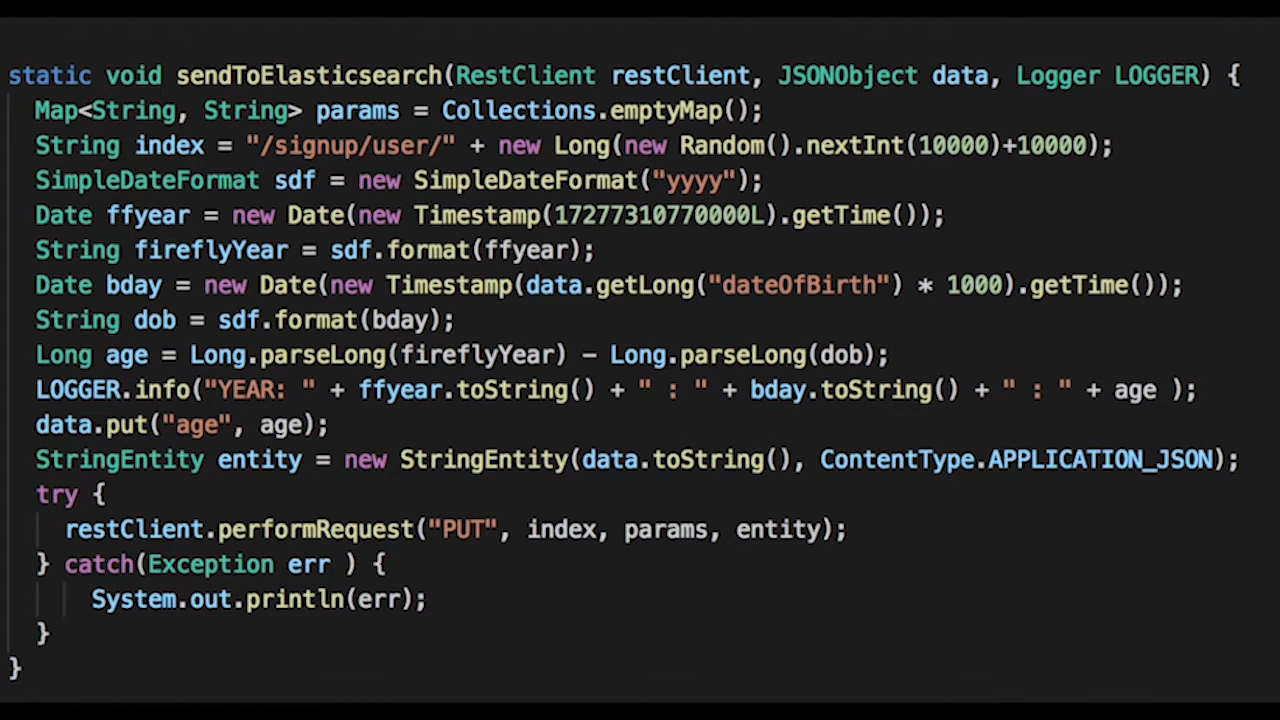 static void sendToElasticsearch(RestClient restClient, JSONObject data, Logger LOGGER) {
Map<String, String> params = Collections.emptyMap();
String index = "/signup/user/" + new Long(new Random().nextInt(10000)+10000);
SimpleDateFormat sdf = new SimpleDateFormat("yyyy");
Date ffyear = new Date(new Timestamp(17277310770000L).getTime());
String fireflyYear = sdf.format(ffyear);
Date bday = new Date(new Timestamp(data.getLong("dateOfBirth") * 1000).getTime());
String dob = sdf.format(bday);
Long age = Long.parseLong(fireflyYear) - Long.parseLong(dob);
LOGGER.info("YEAR: " + ffyear.toString() + " : " + bday.toString() + " : " + age );
data.put("age", age);
StringEntity entity = new StringEntity(data.toString(), ContentType.APPLICATION_JSON);
try {
restClient.performRequest("PUT", index, params, entity);
} catch(Exception err ) {
System.out.println(err);
}
}